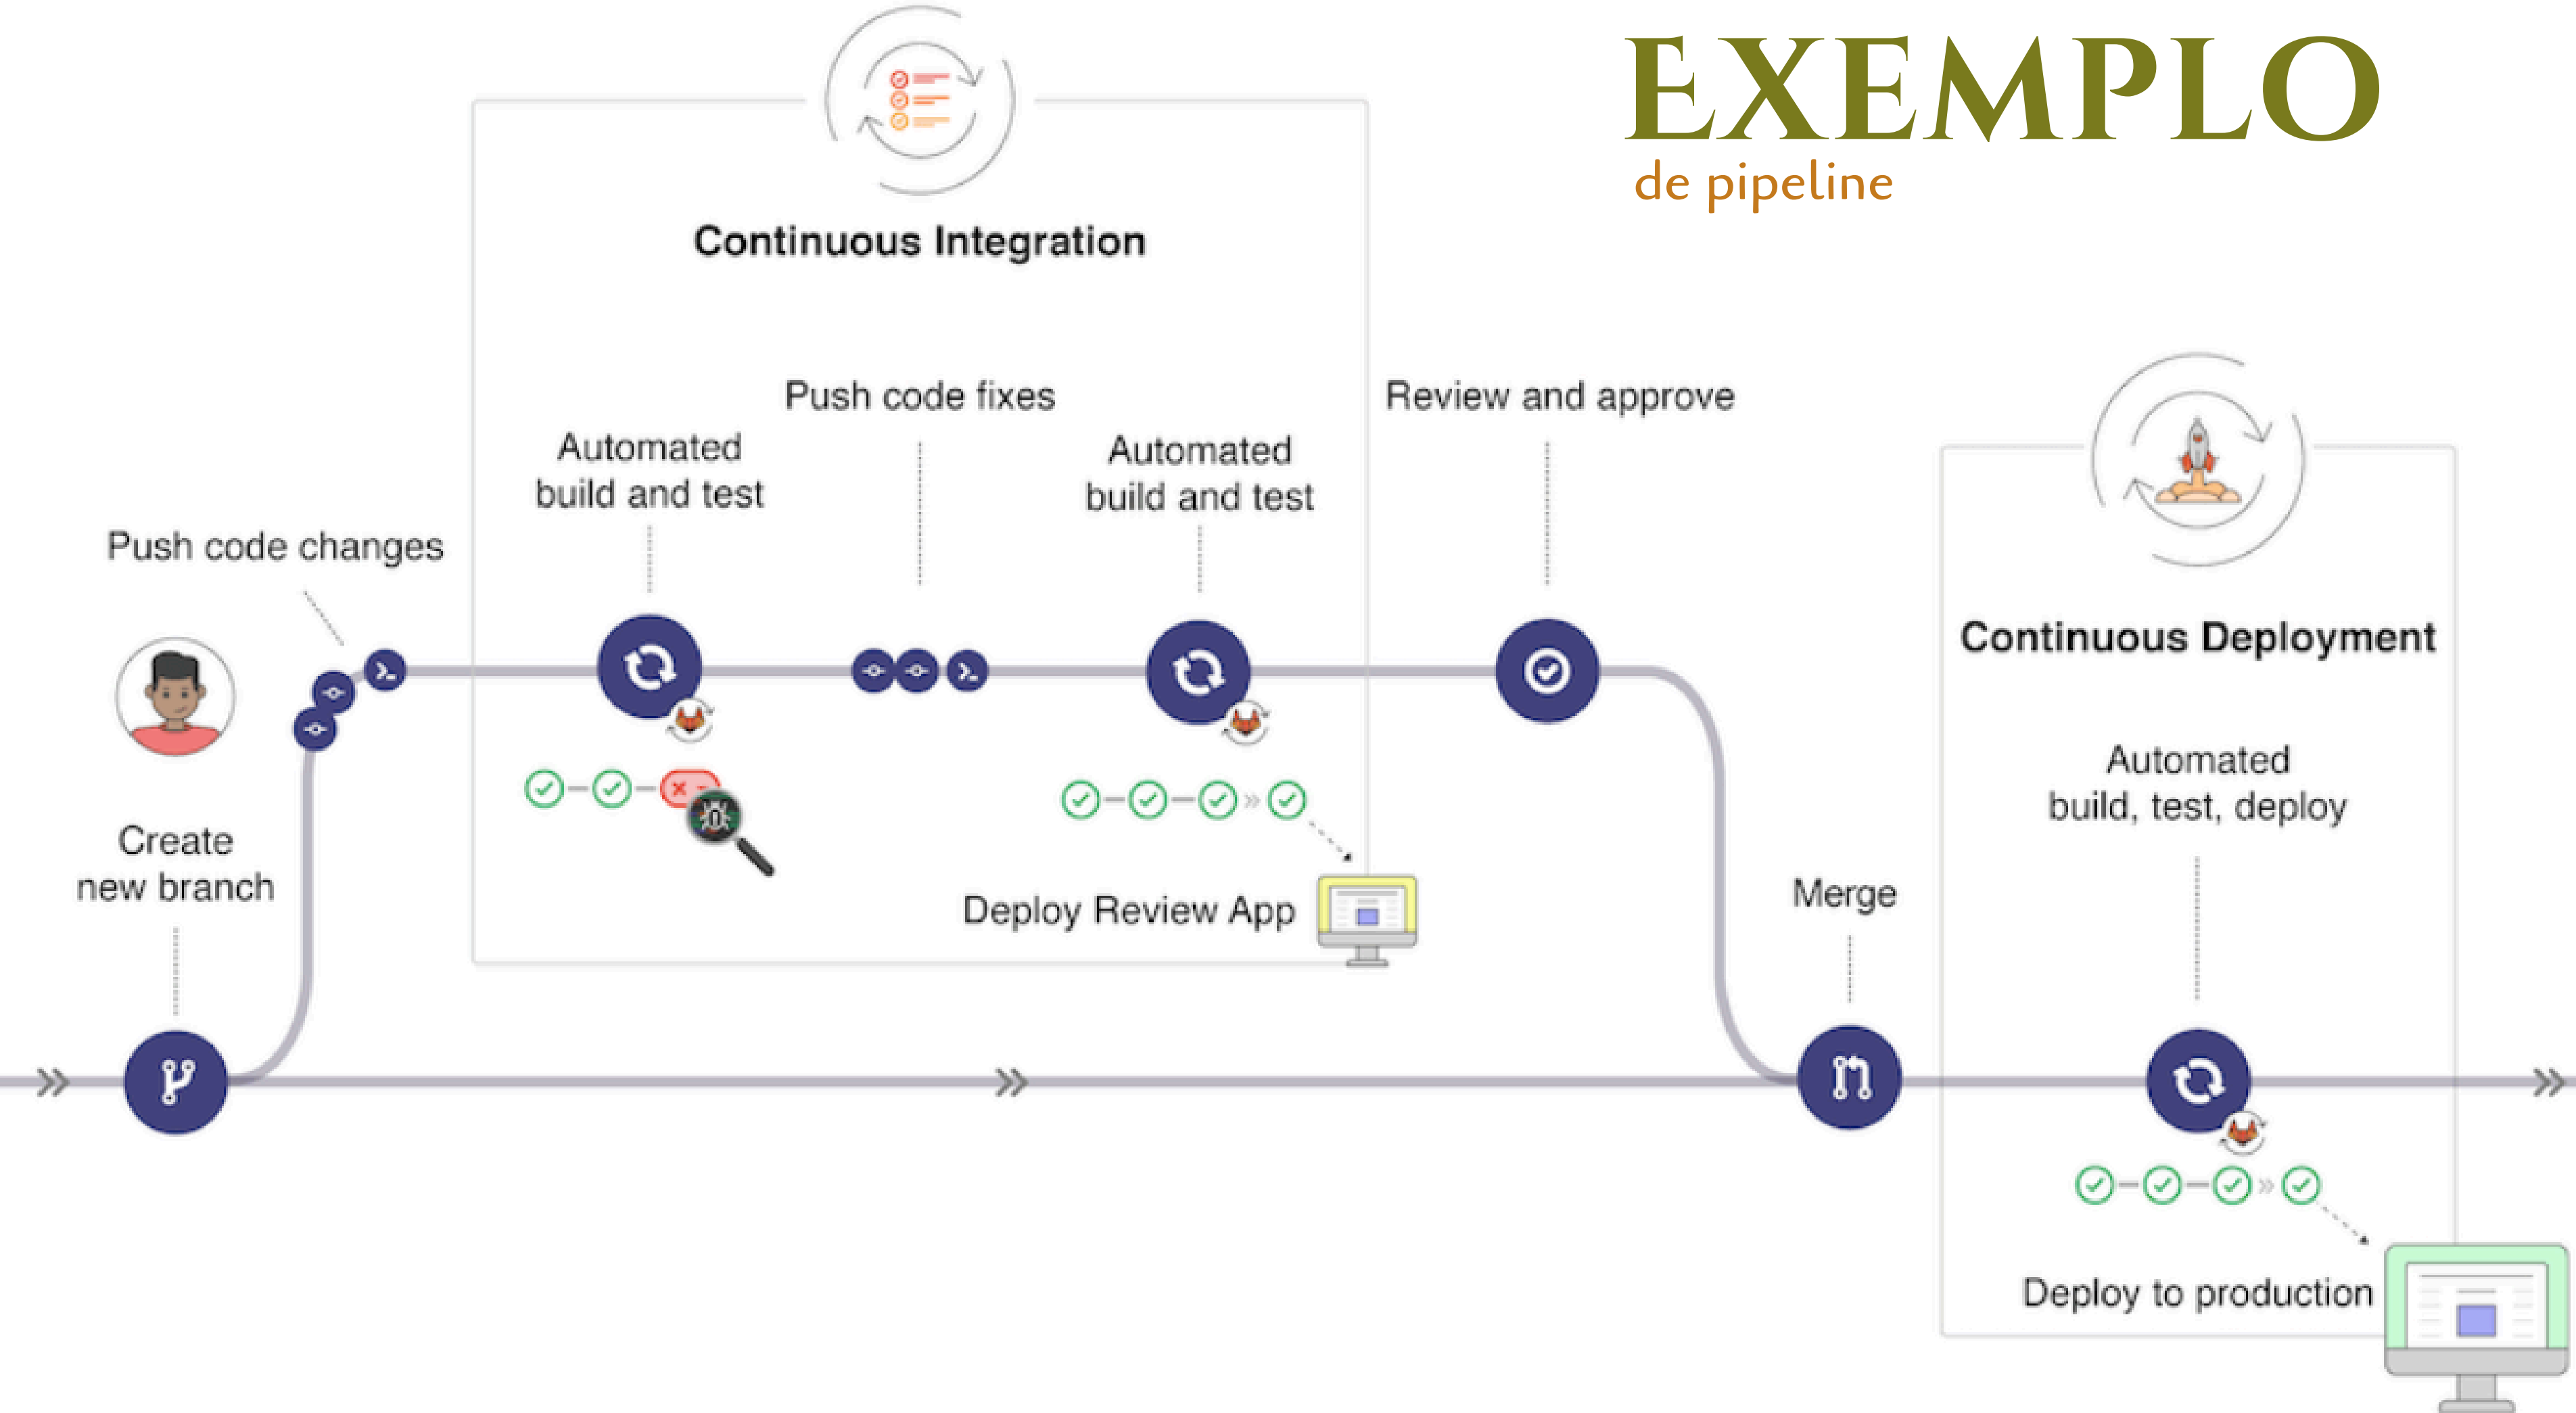 EXEMPLO
de pipeline
Continuous Integration
Push code fixes
Review and approve
Automated
build and test
Automated
build and test
Push code changes
Continuous Deployment
Automated
build, test, deploy
Create
new branch
Merge
Deploy Review App
Deploy to production